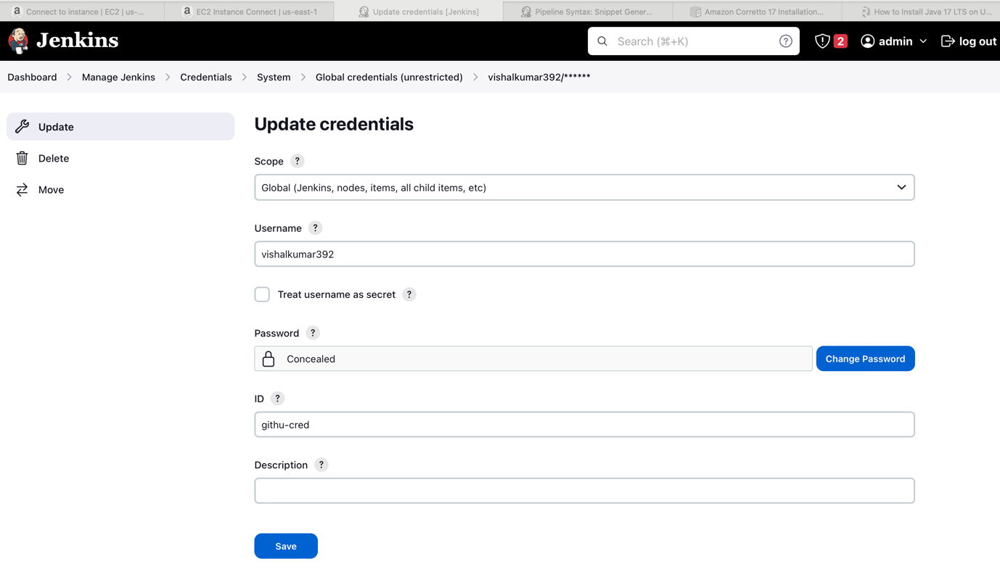 Connect to instance | EC2 | us-...
EC2 Instance Connect | us-east-1
Update credentials [Jenkins]
Pipeline Syntax: Snippet Gener...
Amazon Corretto 17 Installation...
How to Install Java 17 LTS on U...
Jenkins
Search (⌘+K)
?
2
admin
log out
Dashboard > Manage Jenkins > Credentials > System > Global credentials (unrestricted) > vishalkumar392/******
Update
Delete
Move
Update credentials
Scope ?
Global (Jenkins, nodes, items, all child items, etc)
Username ?
vishalkumar392
Treat username as secret ?
Password ?
Concealed
Change Password
ID ?
githu-cred
Description ?
Save